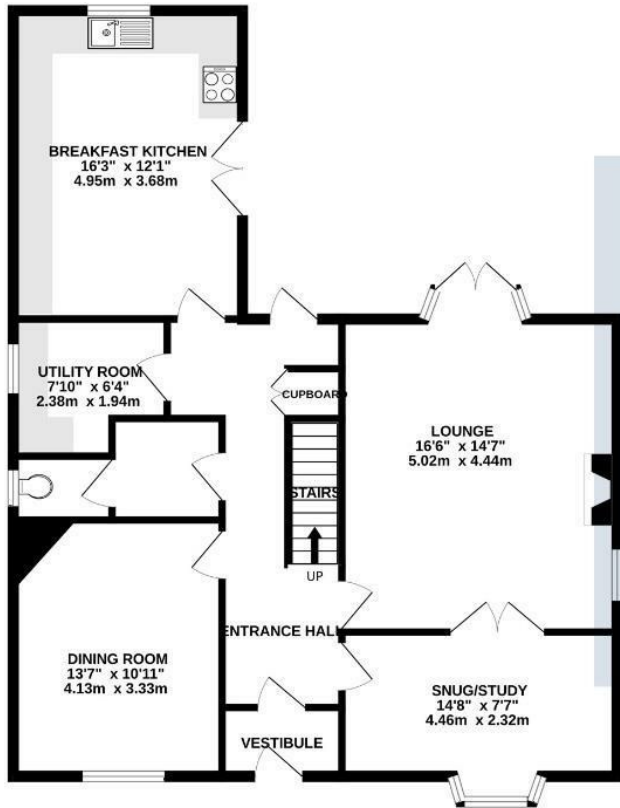 BREAKFAST KITCHEN
16'3" x 12'1"
4.95m x 3.68m
UTILITY ROOM
7'10" x 6'4"
2.38m x 1.94m
CUPBOARD
LOUNGE
16'6" x 14'7"
5.02m x 4.44m
STAIRS
UP
ENTRANCE HALL
DINING ROOM
13'7" x 10'11"
4.13m x 3.33m
SNUG/STUDY
14'8" x 7'7"
4.46m x 2.32m
VESTIBULE